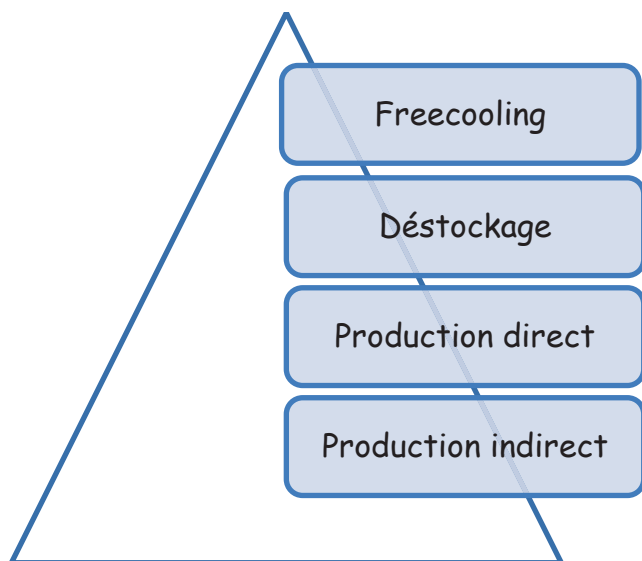 Freecooling
Déstockage
Production direct
Production indirect